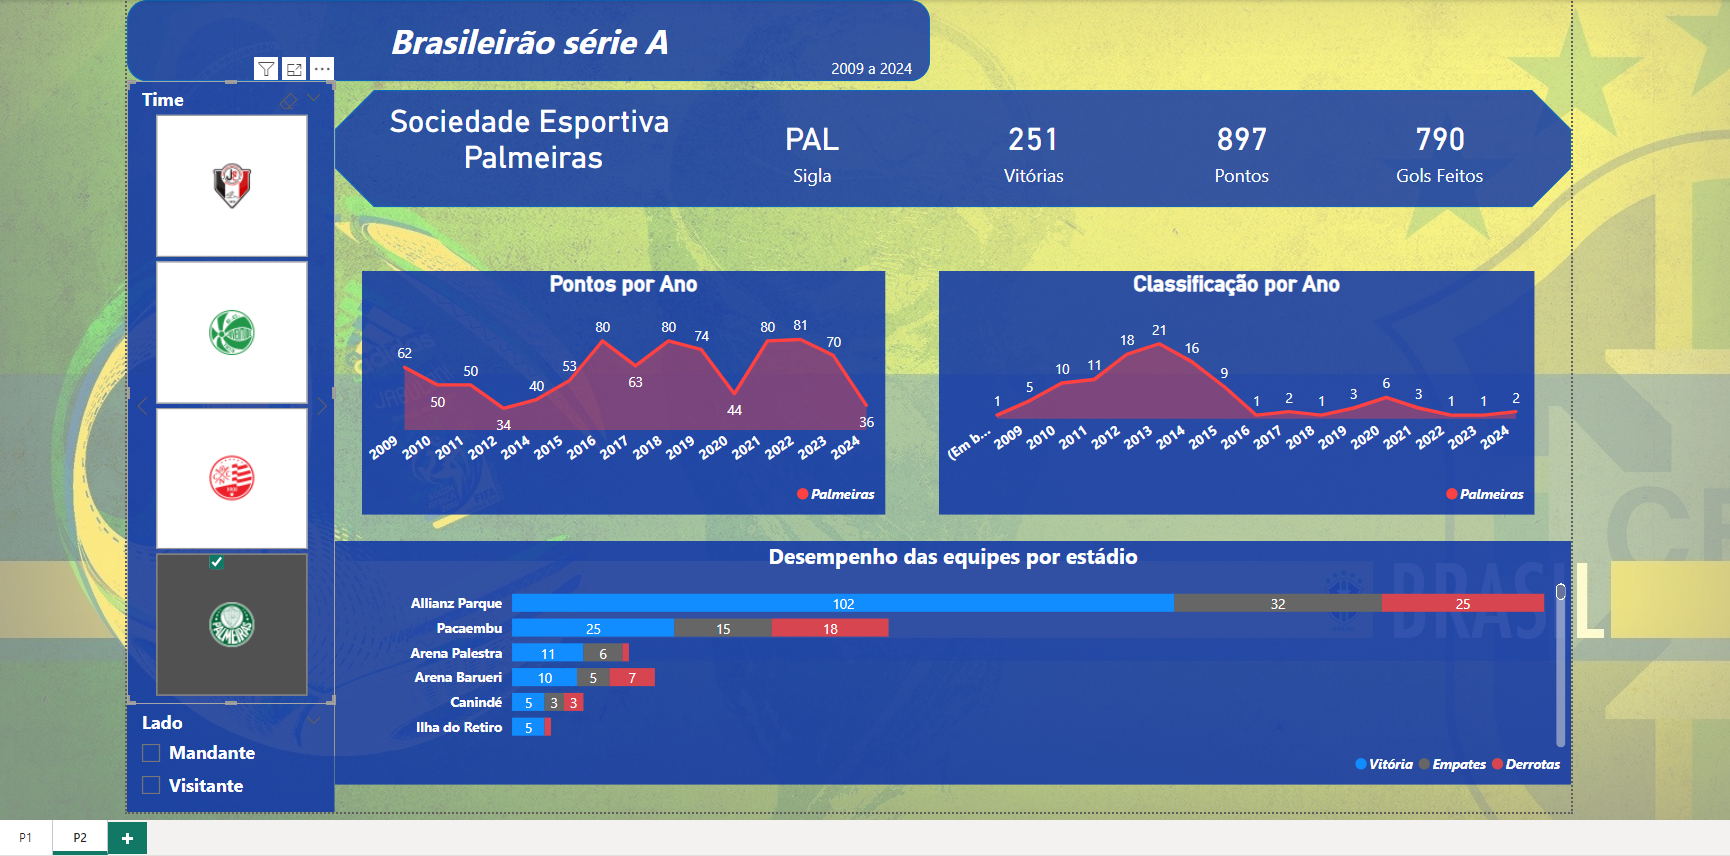 Brasileirão série A
2009 a 2024
Time
Sociedade Esportiva
Palmeiras
PAL
Sigla
251
Vitórias
897
Pontos
790
Gols Feitos
Pontos por Ano
62
50
50
34
40
53
80
63
80
74
44
80
81
70
36
2009
2010
2011
2012
2014
2015
2016
2017
2018
2019
2020
2021
2022
2023
2024
Palmeiras
Classificação por Ano
1
5
10
11
18
21
16
9
1
2
1
3
6
3
1
1
2
(Em b...
2009
2010
2011
2012
2013
2014
2015
2016
2017
2018
2019
2020
2021
2022
2023
2024
Palmeiras
PALMEIRAS
Desempenho das equipes por estádio
Allianz Parque 102 32 25
Pacaembu 25 15 18
Arena Palestra 11 6
Arena Barueri 10 5 7
Canindé 5 3 3
Ilha do Retiro 5
Vitória Empates Derrotas
BRASIL
Lado
Mandante
Visitante
P1 P2 +